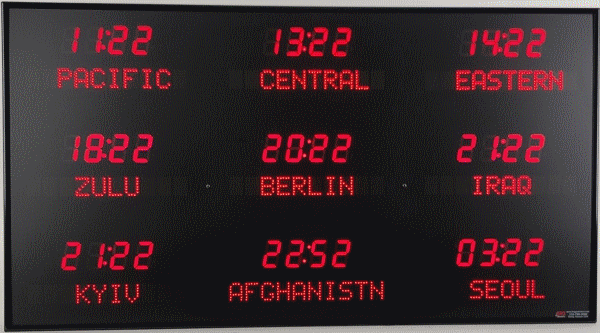 11:22 13:22 14:22
PACIFIC CENTRAL EASTERN
18:22 20:22 21:22
ZULU BERLIN IRAQ
21:22 22:52 03:22
KYIV AFGHANISTN SEOUL